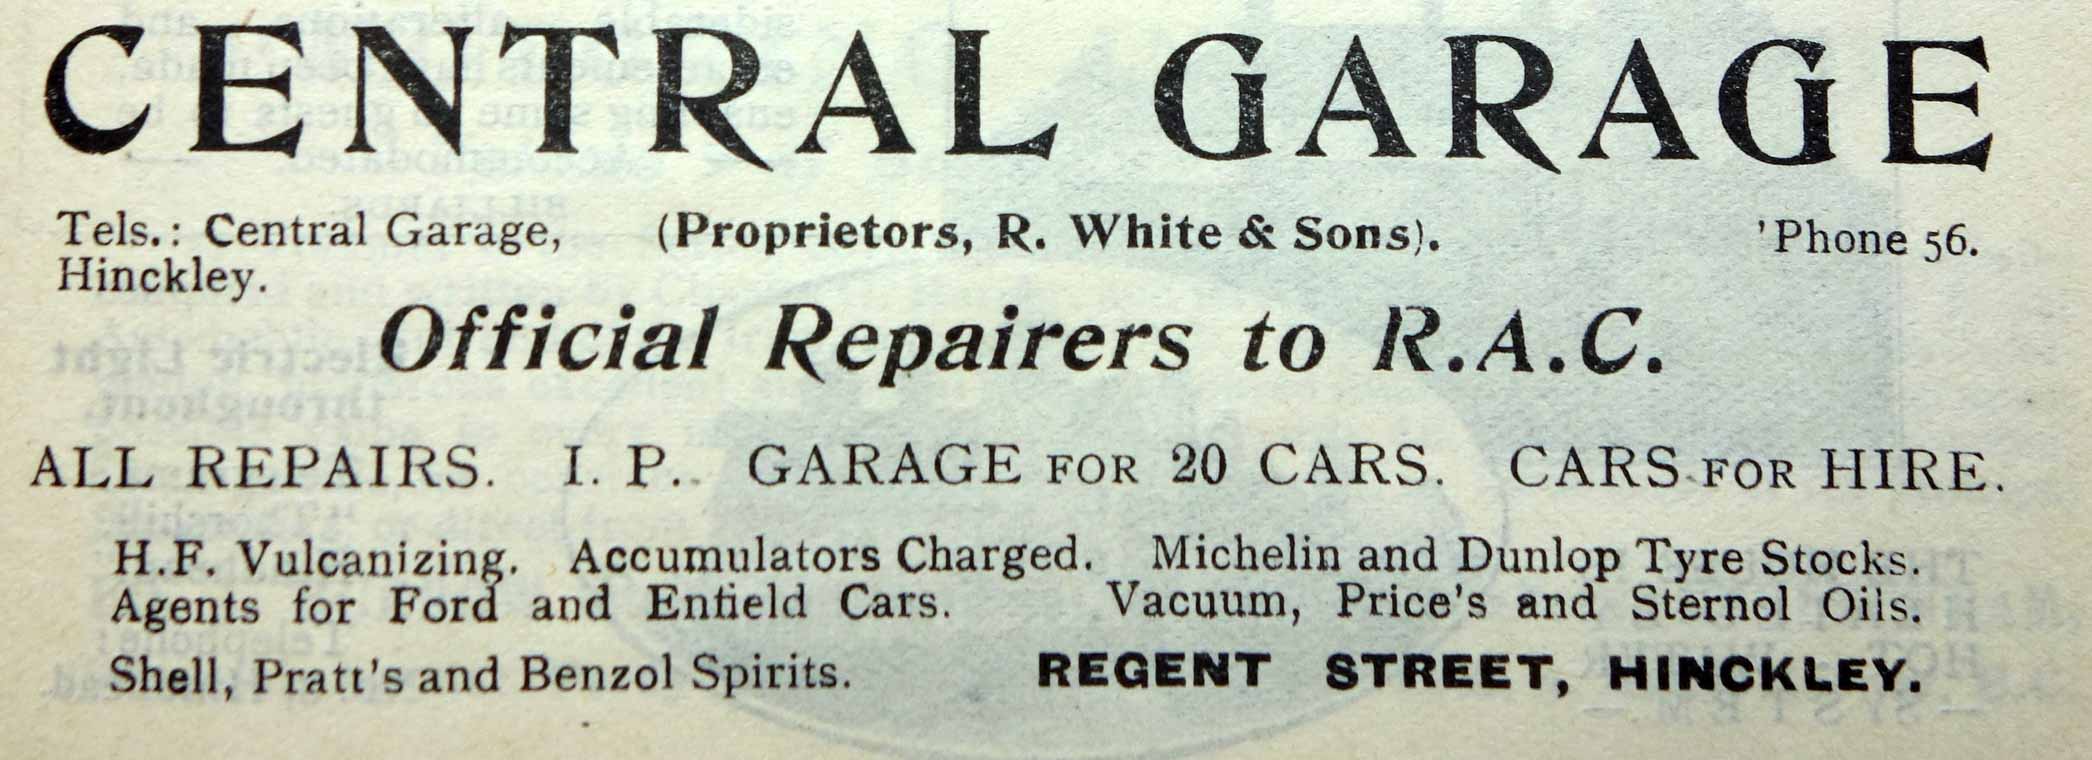 CENTRAL GARAGE
Tels.: Central Garage, (Proprietors, R. White & Sons). 'Phone 56.
Hinckley.
Official Repairers to R.A.C.
ALL REPAIRS. I. P.. GARAGE FOR 20 CARS. CARS FOR HIRE.
H.F. Vulcanizing. Accumulators Charged. Michelin and Dunlop Tyre Stocks.
Agents for Ford and Enfield Cars. Vacuum, Price's and Sternol Oils.
Shell, Pratt's and Benzol Spirits. REGENT STREET, HINCKLEY.